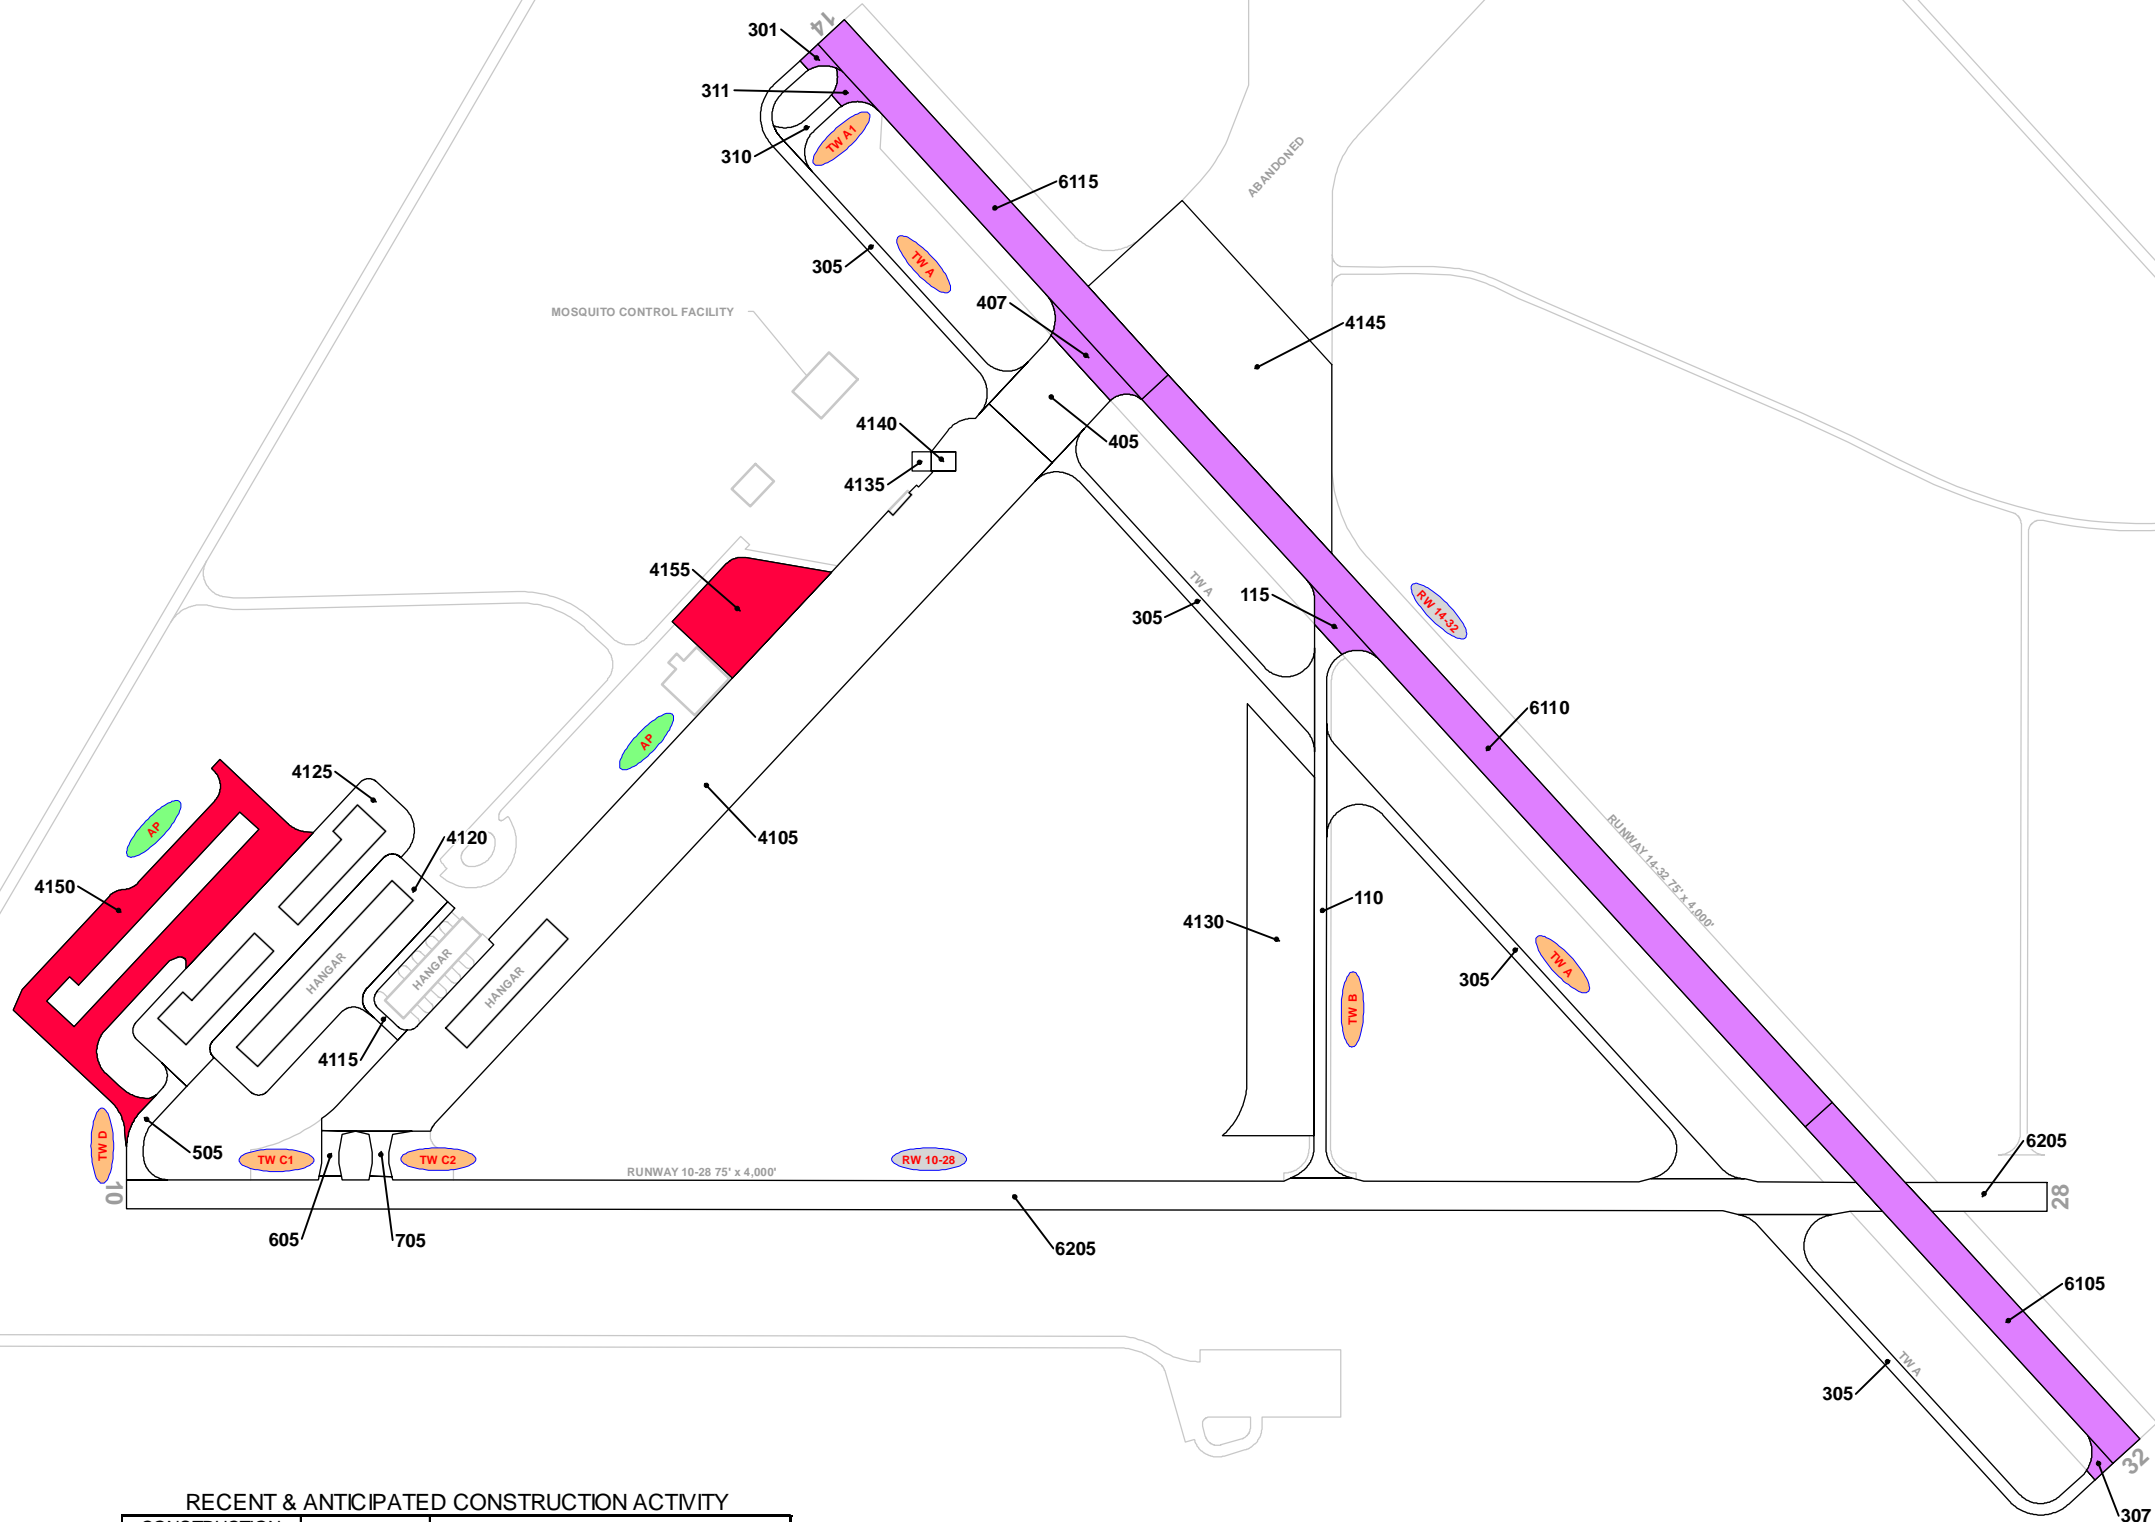 14
301
311
310
TW A1
6115
ABANDONED
305
TW A
407
MOSQUITO CONTROL FACILITY
4145
4140
405
4135
4155
TW A
305
115
RW 14-32
AP
6110
4125
4120
4105
AP
4150
RUNWAY 14-32 75' x 4,000'
HANGAR
HANGAR
HANGAR
4130
110
305
TW A
TW B
4115
TW D
505
TW C1
TW C2
RW 10-28
RUNWAY 10-28 75' x 4,000'
6205
10
28
605
705
6205
6105
TW A
305
32
307
RECENT & ANTICIPATED CONSTRUCTION ACTIVITY
CONSTRUCTION